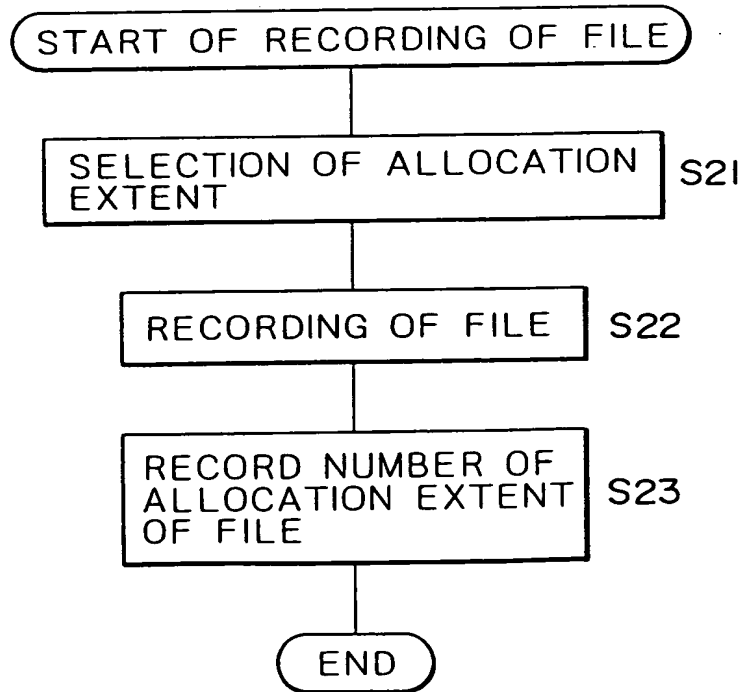 START OF RECORDING OF FILE
SELECTION OF ALLOCATION
EXTENT
S21
RECORDING OF FILE
S22
RECORD NUMBER OF
ALLOCATION EXTENT
OF FILE
S23
END